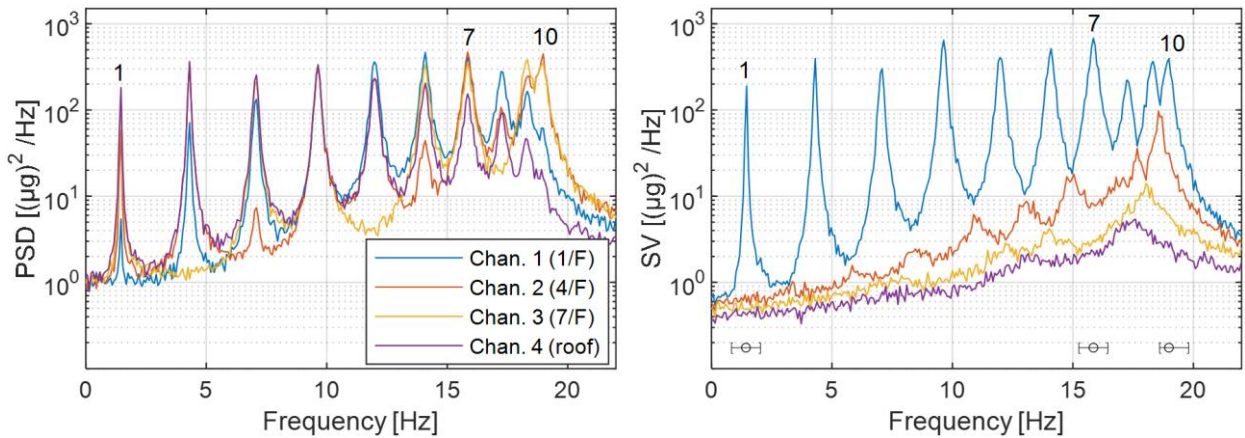 PSD [(µg)² /Hz]
10³
10²
10¹
10⁰
1
7
10
Chan. 1 (1/F)
Chan. 2 (4/F)
Chan. 3 (7/F)
Chan. 4 (roof)
0 5 10 15 20
Frequency [Hz]
SV [(µg)² /Hz]
10³
10²
10¹
10⁰
1
7
10
0 5 10 15 20
Frequency [Hz]